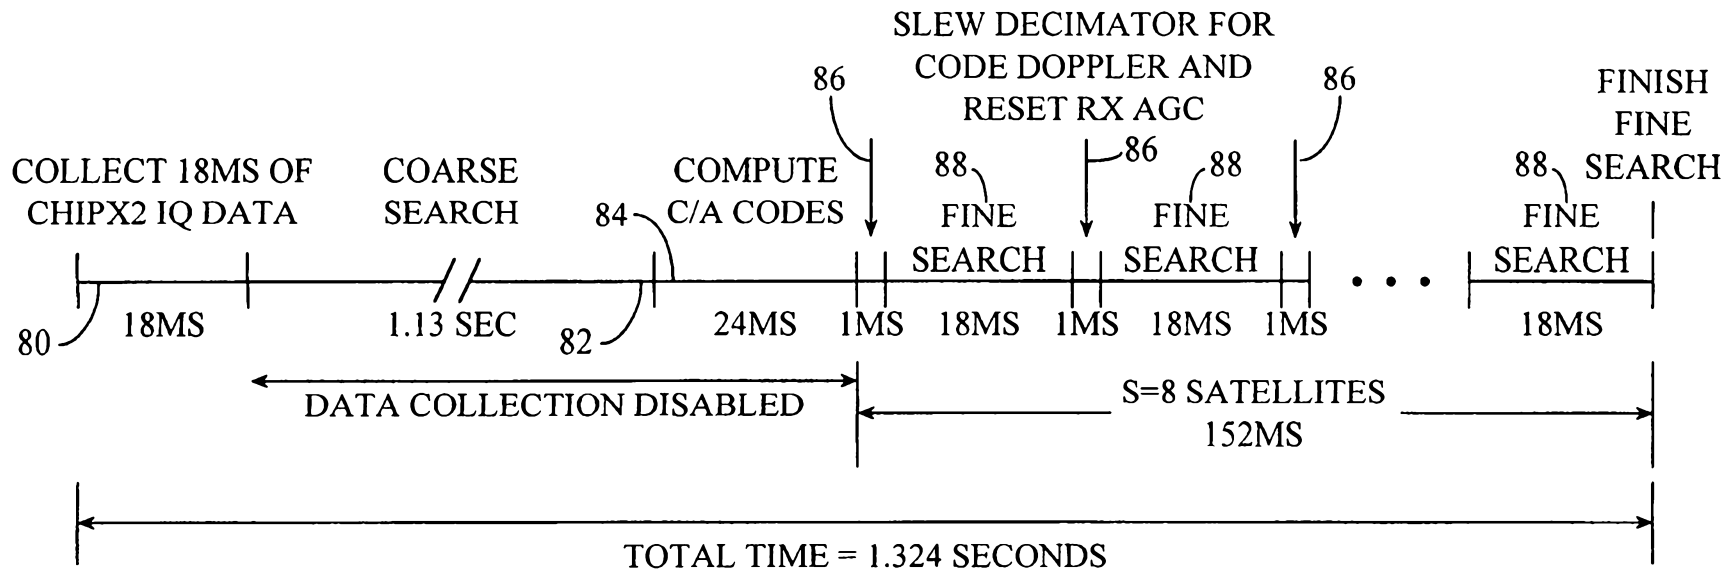 SLEW DECIMATOR FOR
CODE DOPPLER AND
RESET RX AGC
86
86
86
FINISH
FINE
SEARCH
COLLECT 18MS OF
CHIPX2 IQ DATA
COARSE
SEARCH
COMPUTE
C/A CODES
84
88
FINE
SEARCH
88
FINE
SEARCH
88
FINE
SEARCH
80
18MS
1.13 SEC
82
24MS
1MS
18MS
1MS
18MS
1MS
18MS
DATA COLLECTION DISABLED
S=8 SATELLITES
152MS
TOTAL TIME = 1.324 SECONDS